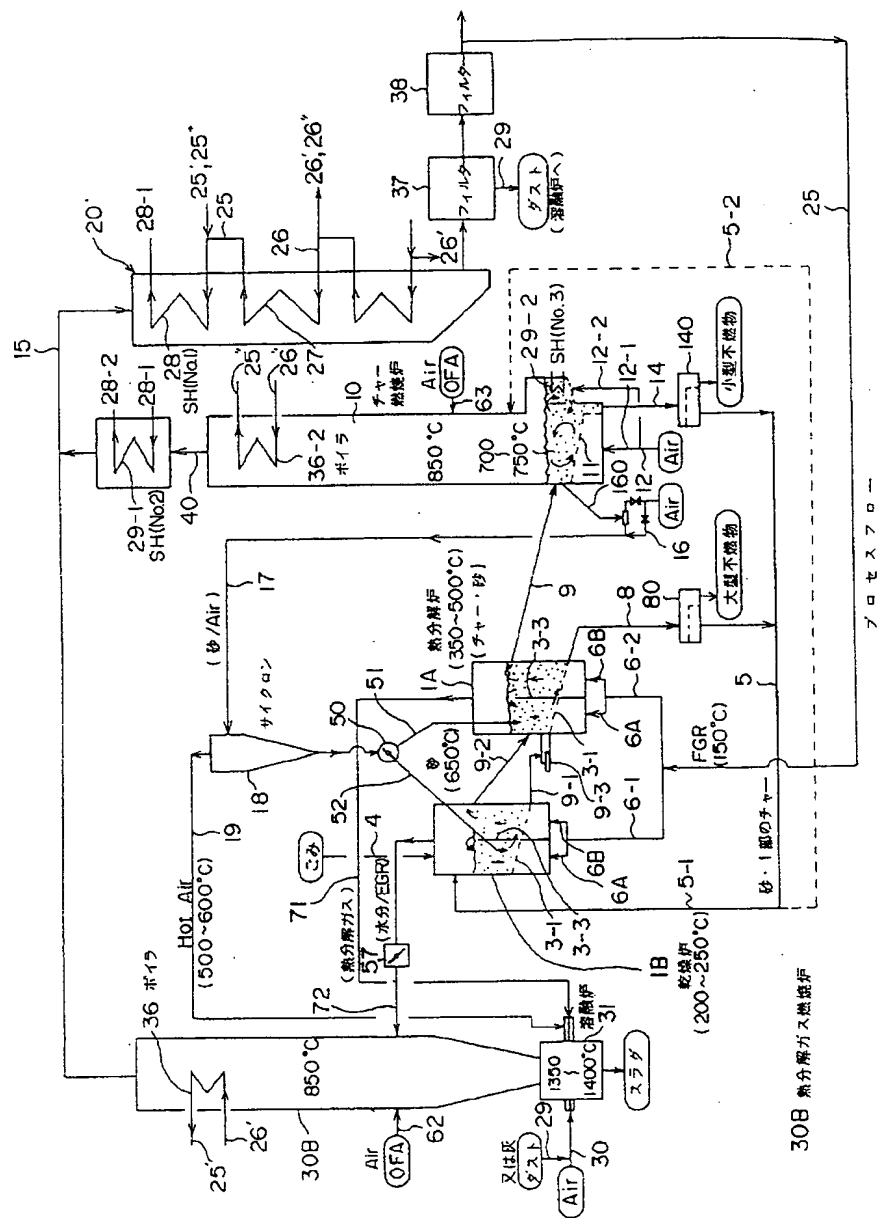 15
20'
28-2
28-1
28-1
28
SH(No.1)
25',25"
25
26
26',26"
27
26'
37
フィルター
38
フィルター
29
ダスト
(溶融炉へ)
25
29-1
SH(No.2)
40
25"
26"
10
チャー
燃焼炉
36-2
ボイラ
850℃
Air
OFA
63
700
750℃
29-2
SH(No.3)
5-2
12-2
12-1
11
14
12
Air
140
小型不燃物
160
16
Air
17
(砂/Air)
サイクロン
18
19
Hot Air
(500~600℃)
9
熱分解炉
(350~500℃)
(チャー・砂)
1A
3-3
51
50
52
砂
(650℃)
9-2
3-1
3-1
9-1
9-3
6A
6B
6-2
8
80
大型不燃物
5
FGR
(150℃)
6-1
砂・1部のチャー
5-1
6A
6B
3-1
3-3
1B
乾燥炉
(200~250℃)
ごみ
4
(水分/EGR)
71
(熱分解ガス)
57
72
36 ボイラ
25'
26'
30B
850℃
Air
OFA
62
溶融炉
31
1350
~
1400℃
スラグ
又は灰
ダスト
29
30
Air
30B 熱分解ガス燃焼炉
プロセスフロー